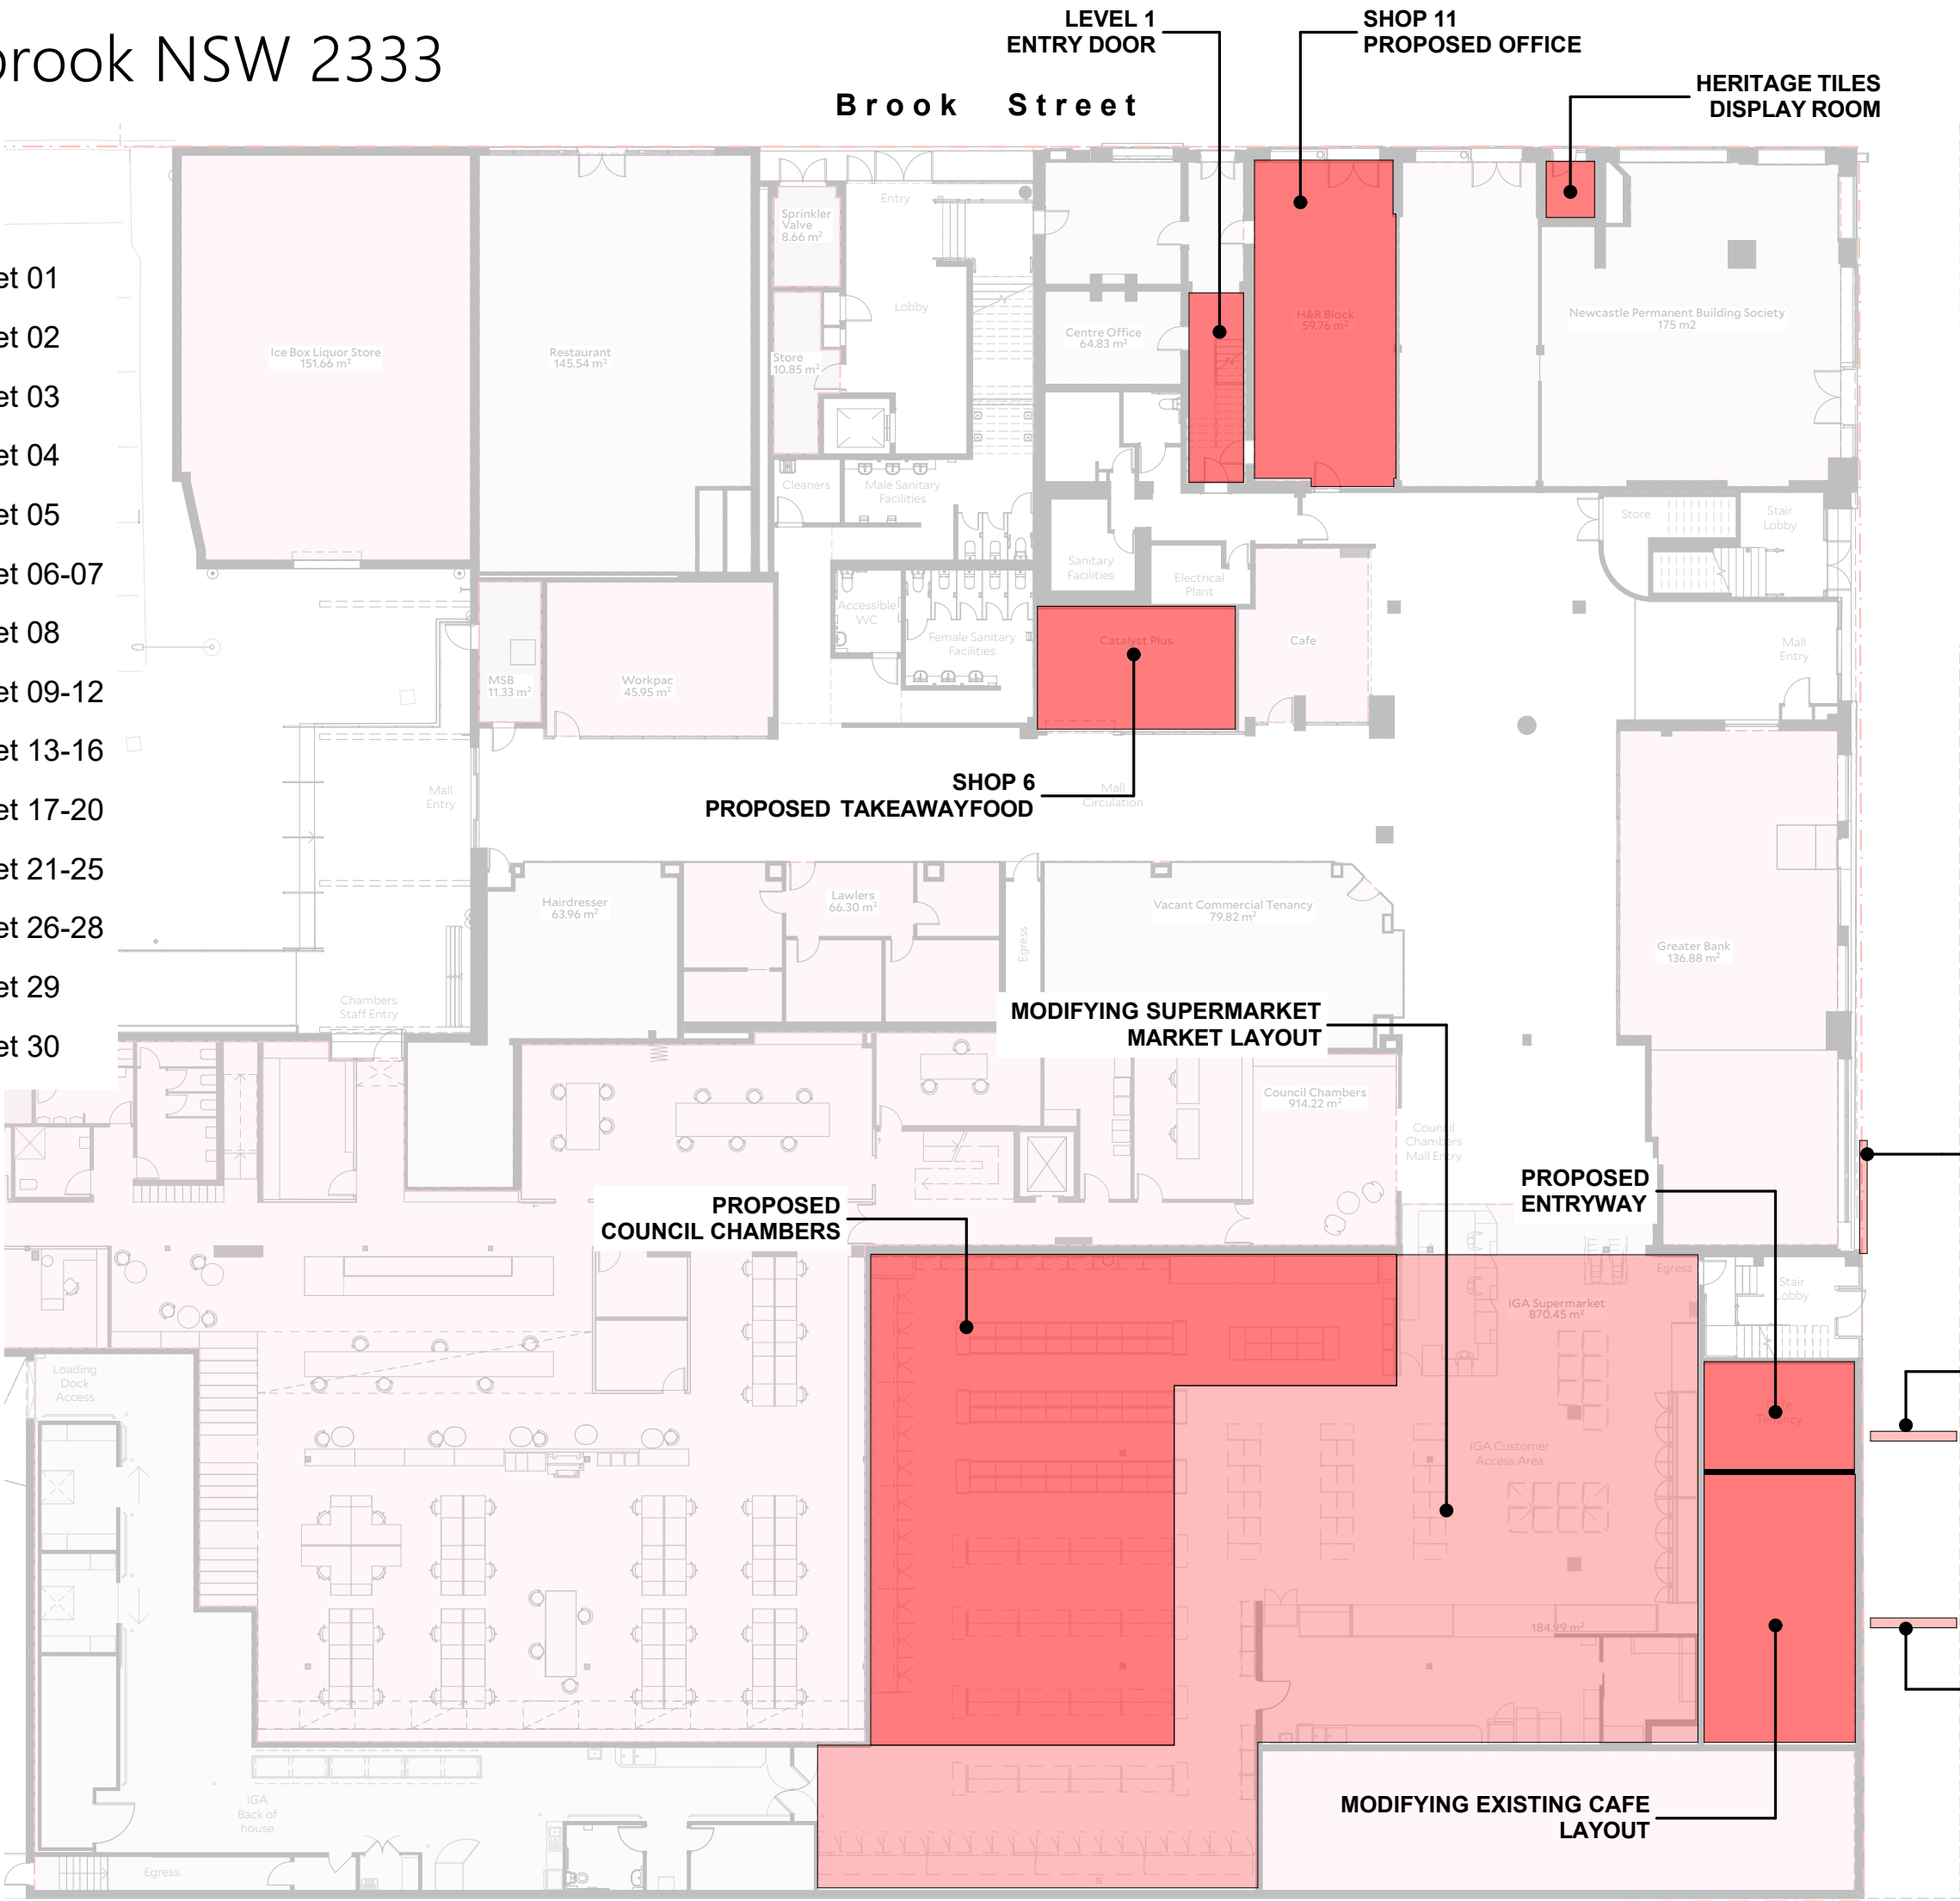 brook NSW 2333
LEVEL 1
ENTRY DOOR
SHOP 11
PROPOSED OFFICE
HERITAGE TILES
DISPLAY ROOM
Brook Street
et 01
et 02
et 03
et 04
et 05
et 06-07
et 08
et 09-12
et 13-16
et 17-20
et 21-25
et 26-28
et 29
et 30
Ice Box Liquor Store
151.66 m²
Restaurant
145.54 m²
Sprinkler
Valve
8.66 m²
Entry
Lobby
Store
10.85 m²
Centre Office
64.83 m²
H&R Block
59.76 m²
Newcastle Permanent Building Society
175 m2
Cleaners
Male Sanitary
Facilities
Sanitary
Facilities
Electrical
Plant
Store
Stair
Lobby
Accessible
WC
Female Sanitary
Facilities
Catalyst Plus
Cafe
Mall
Entry
MSB
11.33 m²
Workpac
45.95 m²
SHOP 6
PROPOSED TAKEAWAYFOOD
Mall
Circulation
Mall
Entry
Hairdresser
63.96 m²
Lawlers
66.30 m²
Egress
Vacant Commercial Tenancy
79.82 m²
Greater Bank
136.88 m²
Chambers
Staff Entry
MODIFYING SUPERMARKET
MARKET LAYOUT
Council Chambers
914.22 m²
Council
Chambers
Mall Entry
PROPOSED
ENTRYWAY
PROPOSED
COUNCIL CHAMBERS
Egress
Stair
Lobby
IGA Supermarket
870.45 m²
Loading
Dock
Access
Tenancy
IGA Customer
Access Area
184.99 m²
IGA
Back of
house
Egress
MODIFYING EXISTING CAFE
LAYOUT